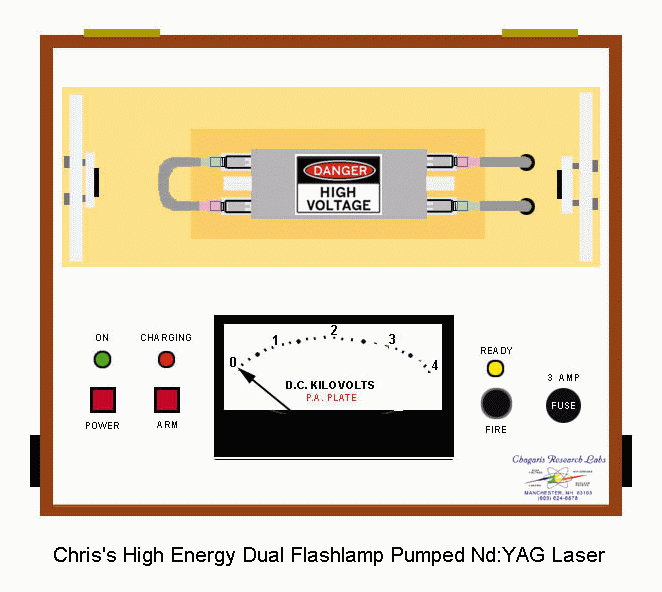 DANGER
HIGH
VOLTAGE
ON
CHARGING
0
1
2
3
4
READY
D.C. KILOVOLTS
P.A. PLATE
3 AMP
FUSE
POWER
ARM
FIRE
Chagaris Research Labs
MANCHESTER, NH 03103
(603) 624-6878
Chris's High Energy Dual Flashlamp Pumped Nd:YAG Laser